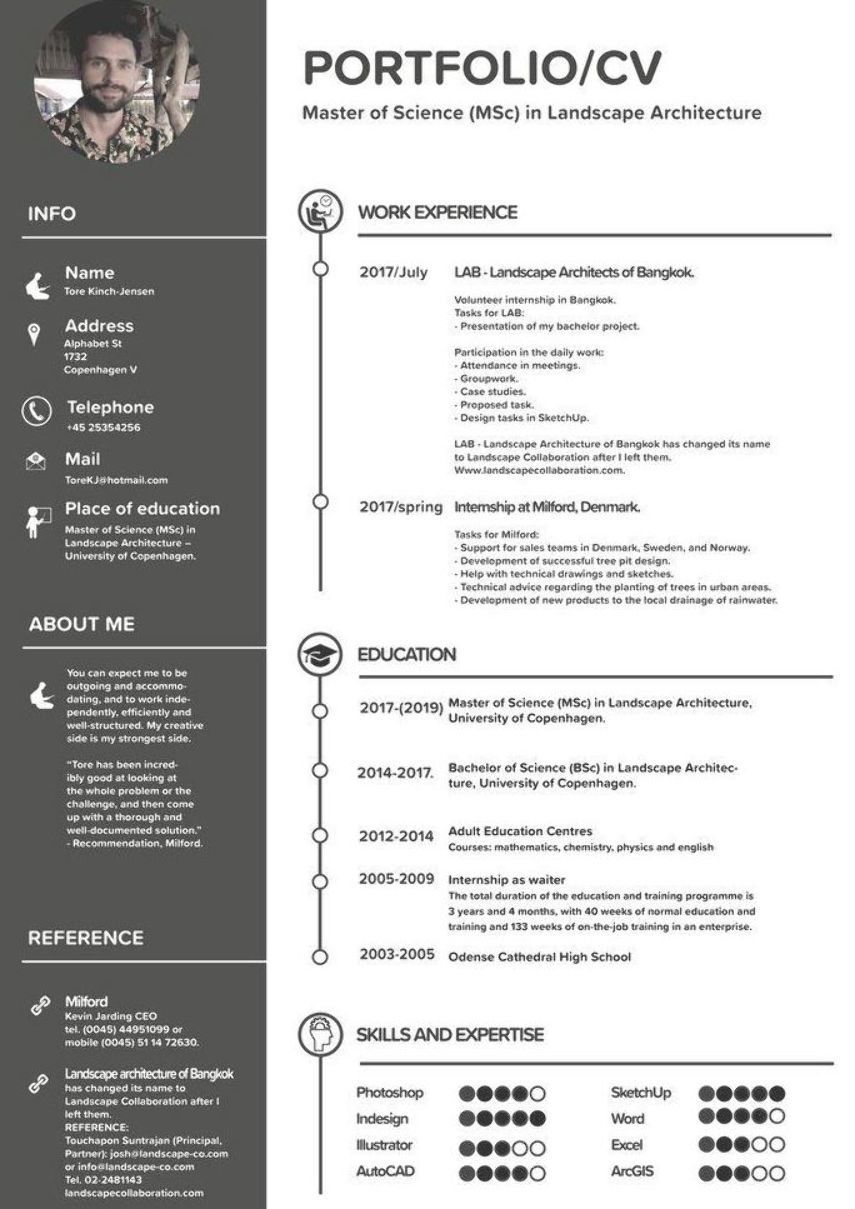 PORTFOLIO/CV
Master of Science (MSc) in Landscape Architecture
INFO
Name
Tore Kinch-Jensen
Address
Alphabet St
1732
Copenhagen V
Telephone
+45 25354256
Mail
ToreKJ@hotmail.com
Place of education
Master of Science (MSc) in
Landscape Architecture –
University of Copenhagen.
ABOUT ME
You can expect me to be
outgoing and accommo-
dating, and to work inde-
pendently, efficiently and
well-structured. My creative
side is my strongest side.
"Tore has been incred-
ibly good at looking at
the whole problem or the
challenge, and then come
up with a thorough and
well-documented solution."
- Recommendation, Milford.
REFERENCE
Milford
Kevin Jarding CEO
tel. (0045) 44951099 or
mobile (0045) 51 14 72630.
Landscape architecture of Bangkok
has changed its name to
Landscape Collaboration after I
left them.
REFERENCE:
Touchapon Suntrajan (Principal,
Partner): josh@landscape-co.com
or info@landscape-co.com
Tel. 02-2481143
landscapecollaboration.com
WORK EXPERIENCE
2017/July LAB - Landscape Architects of Bangkok.
Volunteer internship in Bangkok.
Tasks for LAB:
- Presentation of my bachelor project.
Participation in the daily work:
- Attendance in meetings.
- Groupwork.
- Case studies.
- Proposed task.
- Design tasks in SketchUp.
LAB - Landscape Architecture of Bangkok has changed its name
to Landscape Collaboration after I left them.
Www.landscapecollaboration.com.
2017/spring Internship at Milford, Denmark.
Tasks for Milford:
- Support for sales teams in Denmark, Sweden, and Norway.
- Development of successful tree pit design.
- Help with technical drawings and sketches.
- Technical advice regarding the planting of trees in urban areas.
- Development of new products to the local drainage of rainwater.
EDUCATION
2017-(2019) Master of Science (MSc) in Landscape Architecture,
University of Copenhagen.
2014-2017. Bachelor of Science (BSc) in Landscape Architec-
ture, University of Copenhagen.
2012-2014 Adult Education Centres
Courses: mathematics, chemistry, physics and english
2005-2009 Internship as waiter
The total duration of the education and training programme is
3 years and 4 months, with 40 weeks of normal education and
training and 133 weeks of on-the-job training in an enterprise.
2003-2005 Odense Cathedral High School
SKILLS AND EXPERTISE
Photoshop
Indesign
Illustrator
AutoCAD
SketchUp
Word
Excel
ArcGIS